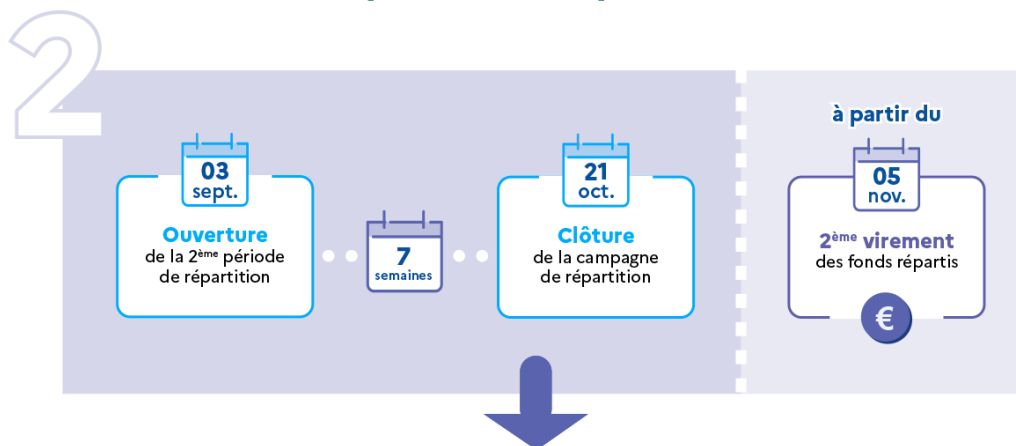 2
03
sept.
Ouverture
de la 2ème période
de répartition
7
semaines
21
oct.
Clôture
de la campagne
de répartition
à partir du
05
nov.
2ème virement
des fonds répartis
€